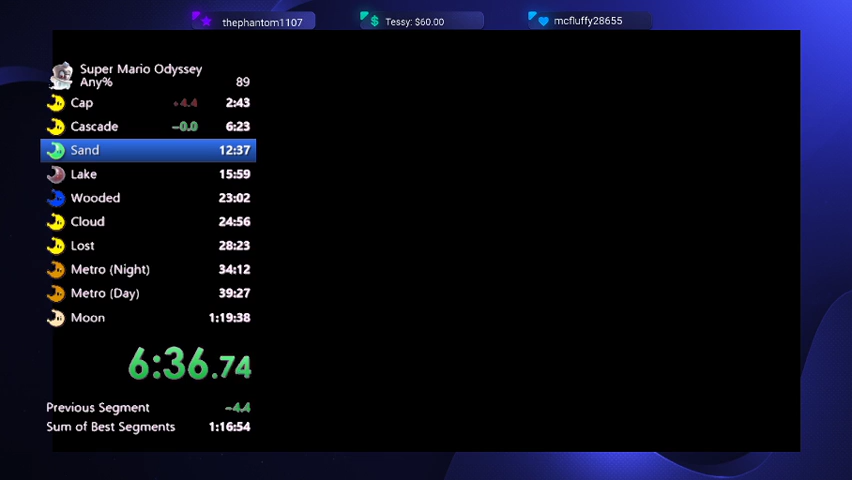 thephantom1107 Tessy: $60.00 mcfluffy28655
Super Mario Odyssey
Any% 89
Cap +4.4 2:43
Cascade -0.0 6:23
Sand 12:37
Lake 15:59
Wooded 23:02
Cloud 24:56
Lost 28:23
Metro (Night) 34:12
Metro (Day) 39:27
Moon 1:19:38
6:36.74
Previous Segment -4.4
Sum of Best Segments 1:16:54